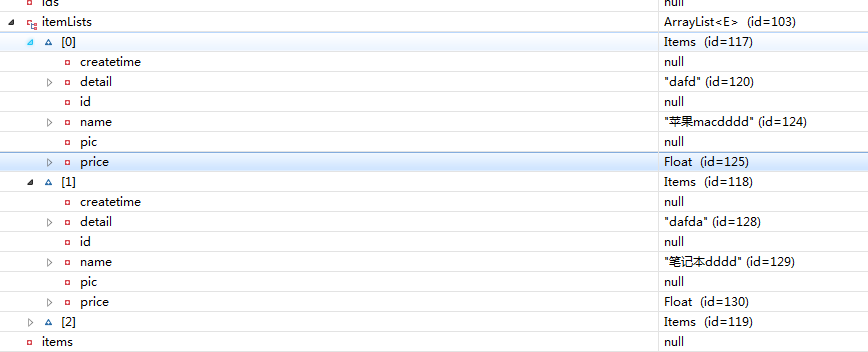 ids null
itemLists ArrayList<E> (id=103)
[0] Items (id=117)
createtime null
detail "dafd" (id=120)
id null
name "苹果macdddd" (id=124)
pic null
price Float (id=125)
[1] Items (id=118)
createtime null
detail "dafda" (id=128)
id null
name "笔记本dddd" (id=129)
pic null
price Float (id=130)
[2] Items (id=119)
items null